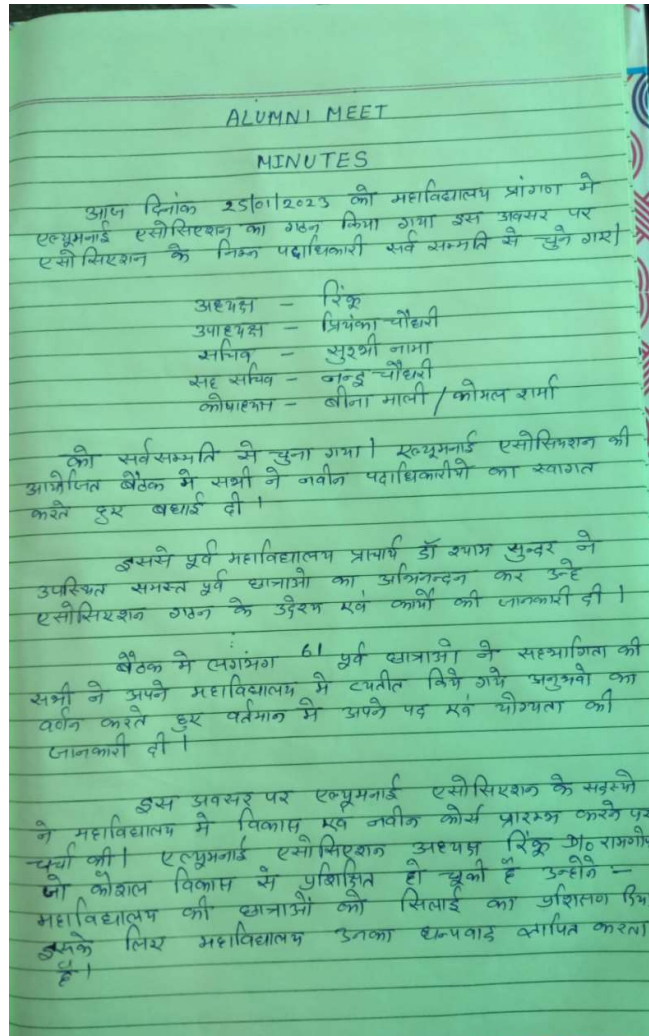 ALUMNI MEET
MINUTES
आज दिनांक 25/01/2023 को महाविद्यालय प्रांगण मे
एल्यूमनाई एसोसिएशन का गठन किया गया इस अवसर पर
एसोसिएशन के निम्न पदाधिकारी सर्व सम्मति से चुने गए।
अध्यक्ष – रिंकू
उपाध्यक्ष – प्रियंका चौधरी
सचिव – सुरभी नामा
सह सचिव – नन्दु चौधरी
कोषाध्यक्ष – बीना माली / कोमल शर्मा
को सर्वसम्मति से चुना गया। एल्यूमनाई एसोसिएशन की
आयोजित बैठक मे सभी ने नवीन पदाधिकारीयो का स्वागत
करते हुए बधाई दी।
इससे पूर्व महाविद्यालय प्राचार्य डॉ श्याम सुन्दर ने
उपस्थित समस्त पूर्व छात्राओ का अभिनन्दन कर उन्हे
एसोसिएशन गठन के उद्देश्य एवं कार्यो की जानकारी दी।
बैठक मे लगभंग 61 पूर्व छात्राओ ने सहभागिता की
सभी ने अपने महाविद्यालय मे व्यतीत किये गये अनुभवो का
वर्णन करते हुए वर्तमान मे अपने पद एवं योग्यता की
जानकारी दी।
इस अवसर पर एल्यूमनाई एसोसिएशन के सदस्यो
ने महाविद्यालय मे विकास एवं नवीन कोर्स प्रारम्भ करने पर
चर्चा की। एल्यूमनाई एसोसिएशन अध्यक्ष रिंकू D/o रामगो
जो कौशल विकास से प्रशिक्षित हो चूकी है उन्होने –
महाविद्यालय की छात्राओं को सिलाई का प्रशिक्षण दिय
इसके लिए महाविद्यालय उनका धन्यवाद ज्ञापित करता
है।